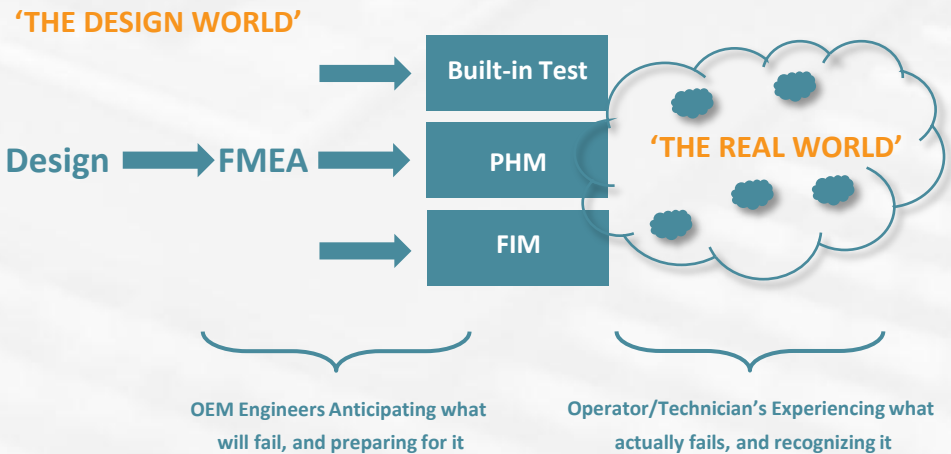 ‘THE DESIGN WORLD’
Built-in Test
Design
FMEA
PHM
‘THE REAL WORLD’
FIM
OEM Engineers Anticipating what
will fail, and preparing for it
Operator/Technician’s Experiencing what
actually fails, and recognizing it